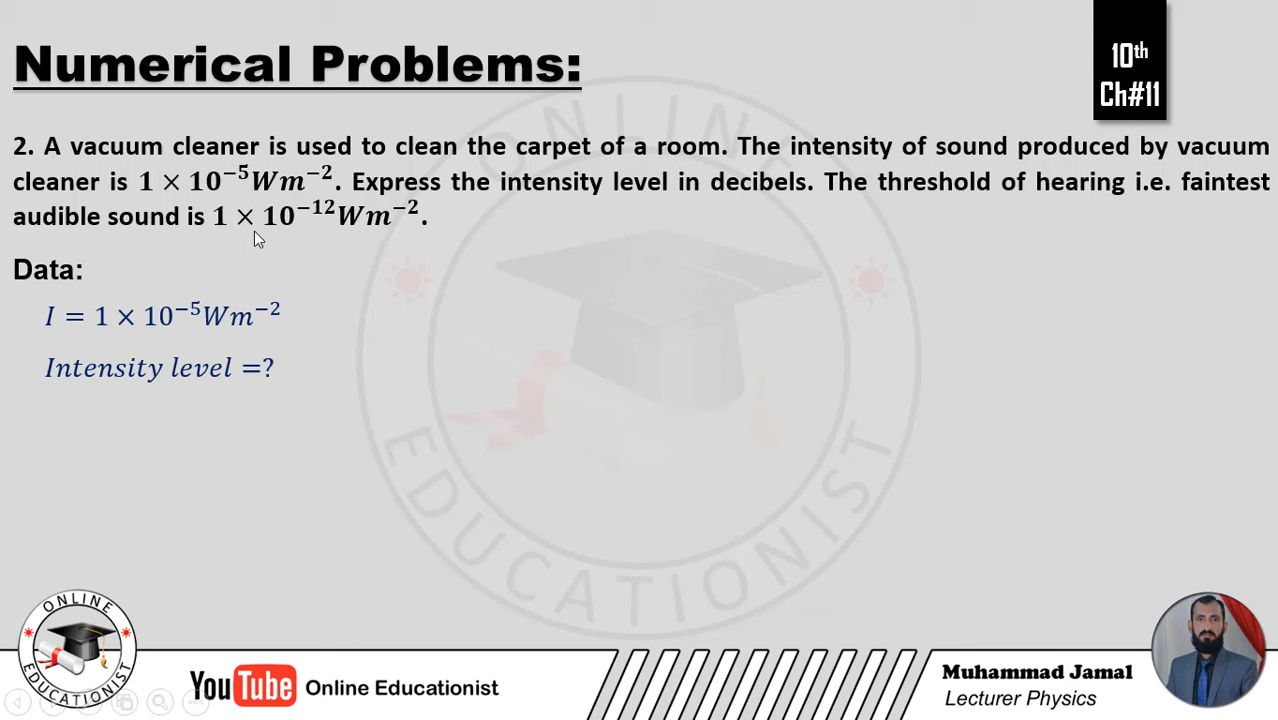 Numerical Problems:
10th
Ch#11
2. A vacuum cleaner is used to clean the carpet of a room. The intensity of sound produced by vacuum
cleaner is 1 × 10⁻⁵Wm⁻². Express the intensity level in decibels. The threshold of hearing i.e. faintest
audible sound is 1 × 10⁻¹²Wm⁻².
Data:
I = 1 × 10⁻⁵Wm⁻²
Intensity level =?
ONLINE
EDUCATIONIST
ONLINE
EDUCATIONIST
YouTube Online Educationist
Muhammad Jamal
Lecturer Physics